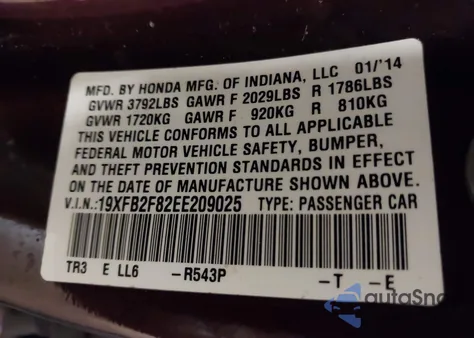 MFD. BY HONDA MFG. OF INDIANA, LLC 01/'14
GVWR 3792LBS GAWR F 2029LBS R 1786LBS
GVWR 1720KG GAWR F 920KG R 810KG
THIS VEHICLE CONFORMS TO ALL APPLICABLE
FEDERAL MOTOR VEHICLE SAFETY, BUMPER,
AND THEFT PREVENTION STANDARDS IN EFFECT
ON THE DATE OF MANUFACTURE SHOWN ABOVE.
V.I.N.:19XFB2F82EE209025 TYPE: PASSENGER CAR
TR3 E LL6 -R543P -T -E